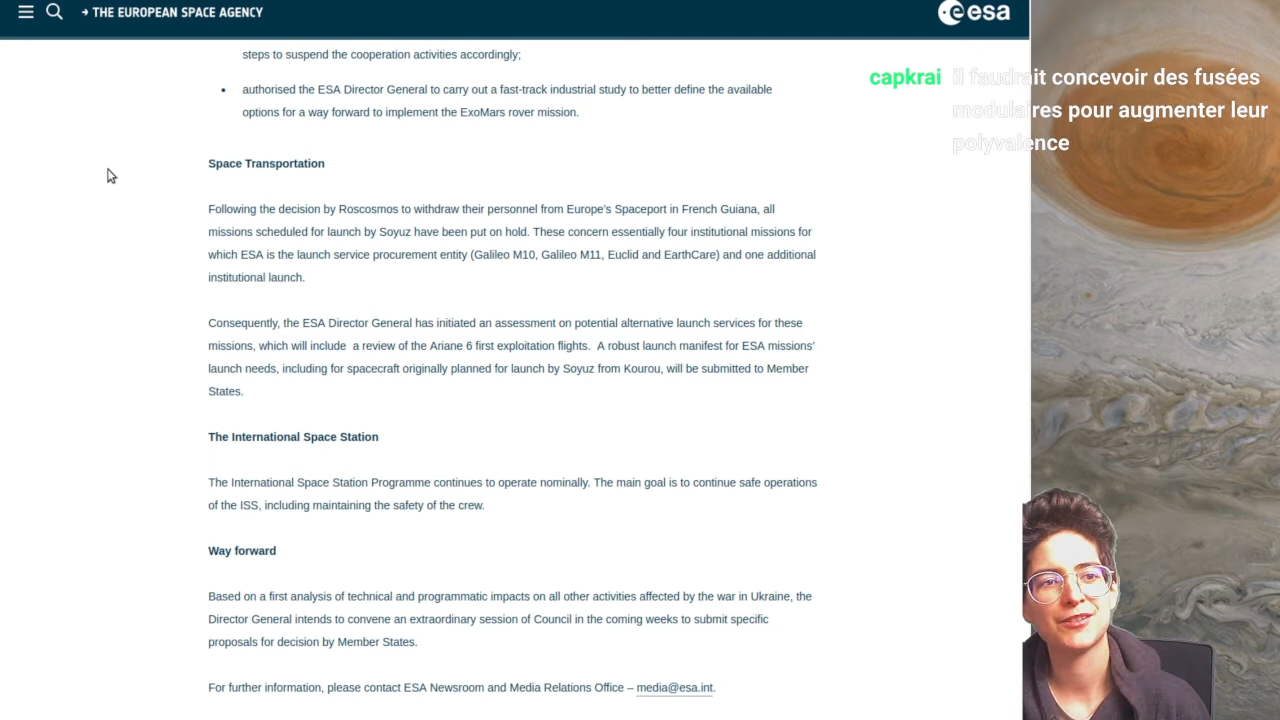 → THE EUROPEAN SPACE AGENCY
esa
steps to suspend the cooperation activities accordingly;
• authorised the ESA Director General to carry out a fast-track industrial study to better define the available
options for a way forward to implement the ExoMars rover mission.
Space Transportation
Following the decision by Roscosmos to withdraw their personnel from Europe's Spaceport in French Guiana, all
missions scheduled for launch by Soyuz have been put on hold. These concern essentially four institutional missions for
which ESA is the launch service procurement entity (Galileo M10, Galileo M11, Euclid and EarthCare) and one additional
institutional launch.
Consequently, the ESA Director General has initiated an assessment on potential alternative launch services for these
missions, which will include a review of the Ariane 6 first exploitation flights. A robust launch manifest for ESA missions'
launch needs, including for spacecraft originally planned for launch by Soyuz from Kourou, will be submitted to Member
States.
The International Space Station
The International Space Station Programme continues to operate nominally. The main goal is to continue safe operations
of the ISS, including maintaining the safety of the crew.
Way forward
Based on a first analysis of technical and programmatic impacts on all other activities affected by the war in Ukraine, the
Director General intends to convene an extraordinary session of Council in the coming weeks to submit specific
proposals for decision by Member States.
For further information, please contact ESA Newsroom and Media Relations Office – media@esa.int.
capkrai il faudrait concevoir des fusées
modulaires pour augmenter leur
polyvalence